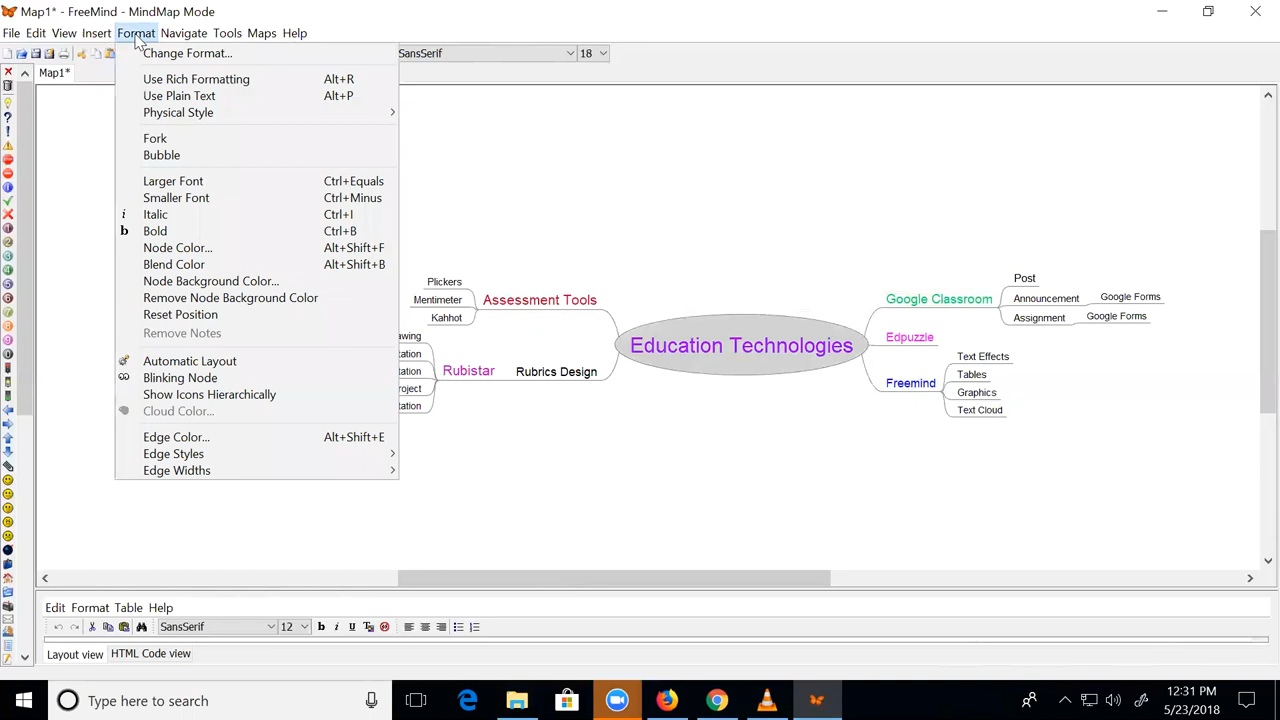 Map1* - FreeMind - MindMap Mode
File Edit View Insert Format Navigate Tools Maps Help
SansSerif 18
Map1*
Change Format...
Use Rich Formatting Alt+R
Use Plain Text Alt+P
Physical Style
Fork
Bubble
Larger Font Ctrl+Equals
Smaller Font Ctrl+Minus
Italic Ctrl+I
Bold Ctrl+B
Node Color... Alt+Shift+F
Blend Color Alt+Shift+B
Node Background Color...
Remove Node Background Color
Reset Position
Remove Notes
Automatic Layout
Blinking Node
Show Icons Hierarchically
Cloud Color...
Edge Color... Alt+Shift+E
Edge Styles
Edge Widths
Plickers
Mentimeter
Kahhot
Assessment Tools
awing
tation
tation
roject
tation
Rubistar
Rubrics Design
Education Technologies
Google Classroom
Post
Announcement Google Forms
Assignment Google Forms
Edpuzzle
Freemind
Text Effects
Tables
Graphics
Text Cloud
Edit Format Table Help
SansSerif 12
Layout view HTML Code view
Type here to search
12:31 PM
5/23/2018